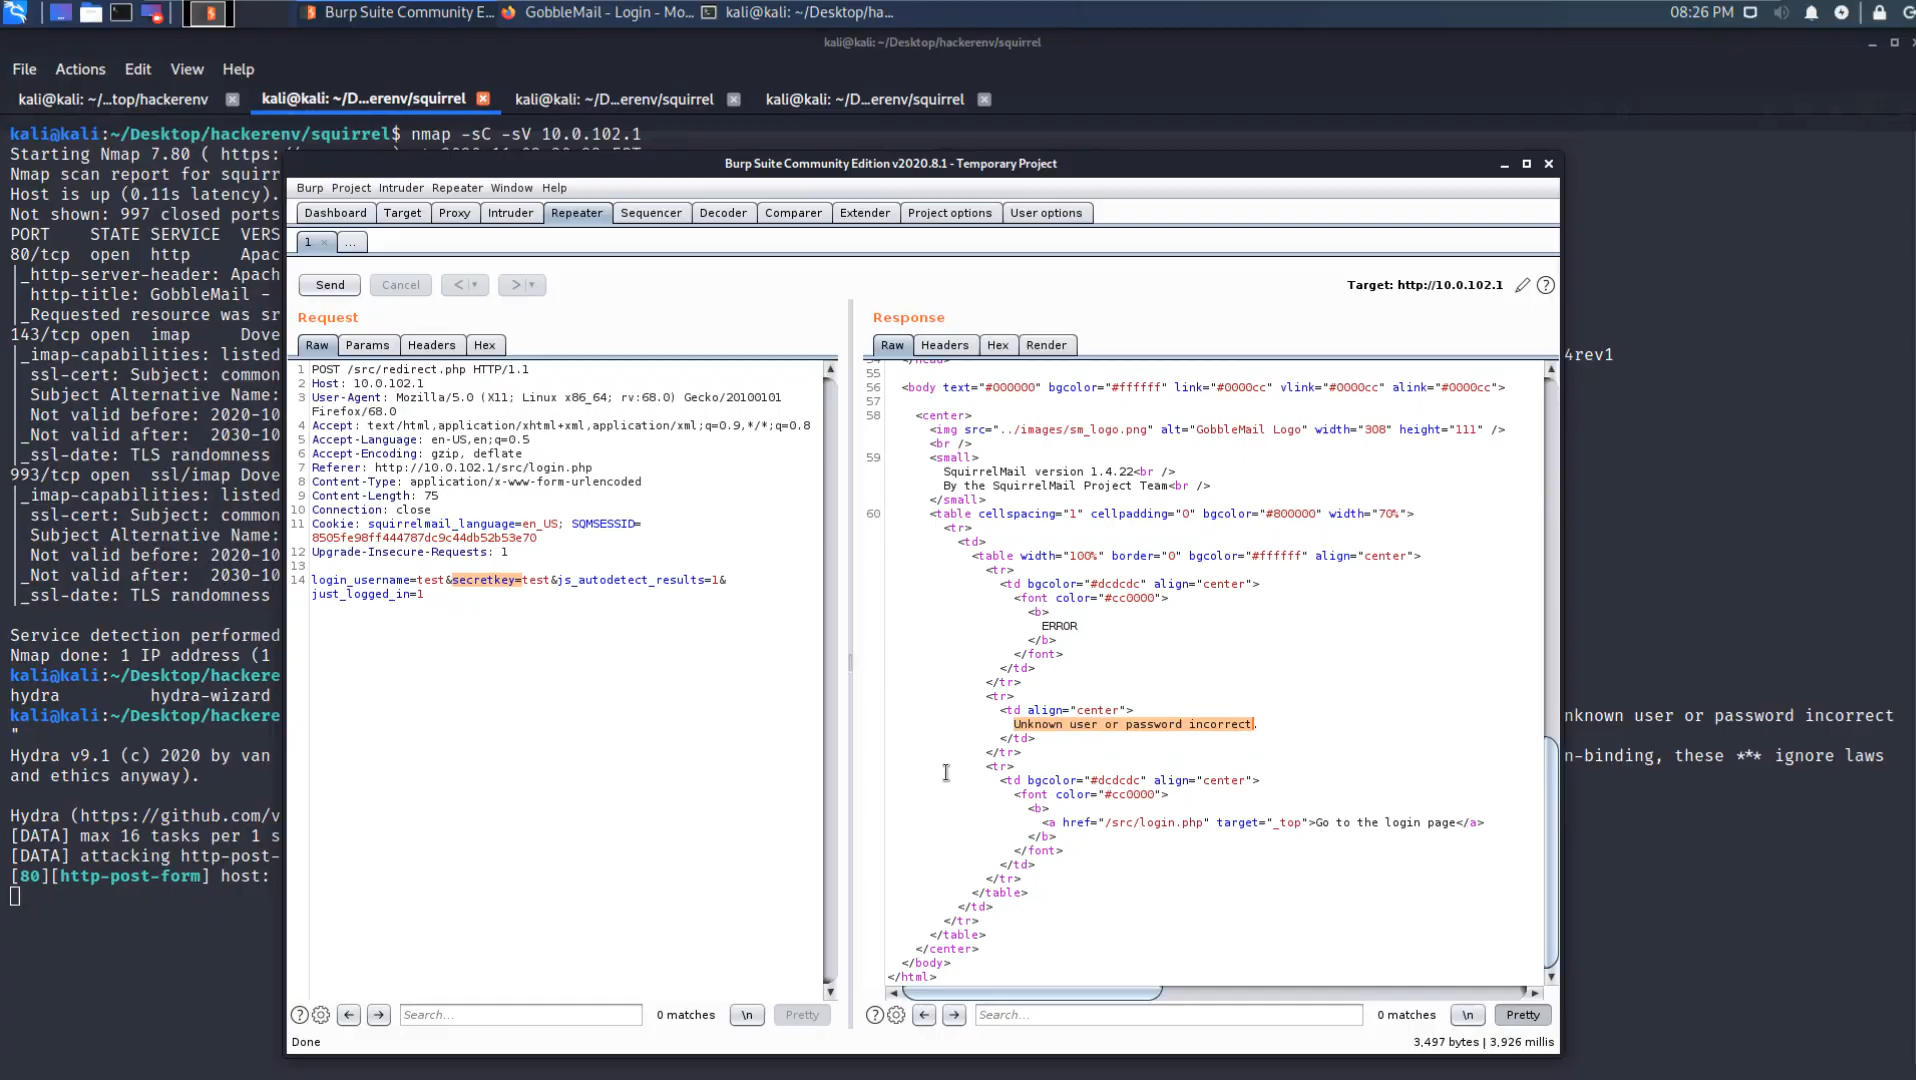 Burp Suite Community E...
GobbleMail - Login - Mo...
kali@kali: ~/Desktop/ha...
08:26 PM
kali@kali: ~/Desktop/hackerenv/squirrel
File Actions Edit View Help
kali@kali: ~/...top/hackerenv
kali@kali: ~/D...erenv/squirrel
kali@kali: ~/D...erenv/squirrel
kali@kali: ~/D...erenv/squirrel
kali@kali:~/Desktop/hackerenv/squirrel$ nmap -sC -sV 10.0.102.1
Starting Nmap 7.80 ( https:
Nmap scan report for squirr
Host is up (0.11s latency).
Not shown: 997 closed ports
PORT STATE SERVICE VERS
80/tcp open http Apac
|_http-server-header: Apach
| http-title: GobbleMail -
|_Requested resource was sr
143/tcp open imap Dove
|_imap-capabilities: listed
4rev1
| ssl-cert: Subject: common
| Subject Alternative Name:
| Not valid before: 2020-10
|_Not valid after: 2030-10
|_ssl-date: TLS randomness
993/tcp open ssl/imap Dove
|_imap-capabilities: listed
| ssl-cert: Subject: common
| Subject Alternative Name:
| Not valid before: 2020-10
|_Not valid after: 2030-10
|_ssl-date: TLS randomness
Service detection performed
Nmap done: 1 IP address (1
kali@kali:~/Desktop/hackere
hydra hydra-wizard
kali@kali:~/Desktop/hackere
nknown user or password incorrect
"
Hydra v9.1 (c) 2020 by van
n-binding, these *** ignore laws
and ethics anyway).
Hydra (https://github.com/v
[DATA] max 16 tasks per 1 s
[DATA] attacking http-post-
[80][http-post-form] host:
Burp Suite Community Edition v2020.8.1 - Temporary Project
Burp Project Intruder Repeater Window Help
Dashboard Target Proxy Intruder Repeater Sequencer Decoder Comparer Extender Project options User options
1 × ...
Send Cancel < >
Target: http://10.0.102.1
?
Request
Raw Params Headers Hex
1 POST /src/redirect.php HTTP/1.1
2 Host: 10.0.102.1
3 User-Agent: Mozilla/5.0 (X11; Linux x86_64; rv:68.0) Gecko/20100101
Firefox/68.0
4 Accept: text/html,application/xhtml+xml,application/xml;q=0.9,*/*;q=0.8
5 Accept-Language: en-US,en;q=0.5
6 Accept-Encoding: gzip, deflate
7 Referer: http://10.0.102.1/src/login.php
8 Content-Type: application/x-www-form-urlencoded
9 Content-Length: 75
10 Connection: close
11 Cookie: squirrelmail_language=en_US; SQMSESSID=
8505fe98ff444787dc9c44db52b53e70
12 Upgrade-Insecure-Requests: 1
13
14 login_username=test&secretkey=test&js_autodetect_results=1&
just_logged_in=1
Response
Raw Headers Hex Render
55
56 <body text="#000000" bgcolor="#ffffff" link="#0000cc" vlink="#0000cc" alink="#0000cc">
57
58 <center>
<img src="../images/sm_logo.png" alt="GobbleMail Logo" width="308" height="111" />
<br />
59 <small>
SquirrelMail version 1.4.22<br />
By the SquirrelMail Project Team<br />
</small>
60 <table cellspacing="1" cellpadding="0" bgcolor="#800000" width="70%">
<tr>
<td>
<table width="100%" border="0" bgcolor="#ffffff" align="center">
<tr>
<td bgcolor="#dcdcdc" align="center">
<font color="#cc0000">
<b>
ERROR
</b>
</font>
</td>
</tr>
<tr>
<td align="center">
Unknown user or password incorrect.
</td>
</tr>
<tr>
<td bgcolor="#dcdcdc" align="center">
<font color="#cc0000">
<b>
<a href="/src/login.php" target="_top">Go to the login page</a>
</b>
</font>
</td>
</tr>
</table>
</td>
</tr>
</table>
</center>
</body>
</html>
? Search... 0 matches \n Pretty
? Search... 0 matches \n Pretty
Done
3,497 bytes | 3,926 millis